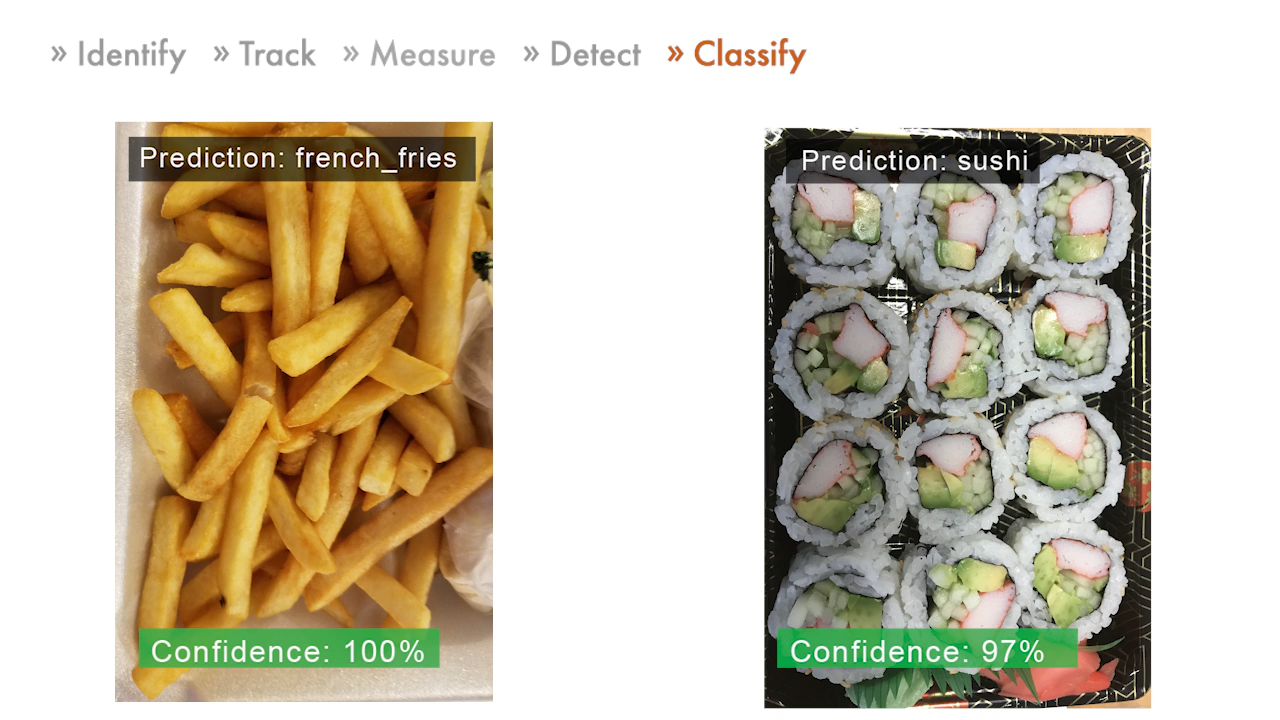 » Identify » Track » Measure » Detect » Classify
Prediction: french_fries
Confidence: 100%
Prediction: sushi
Confidence: 97%